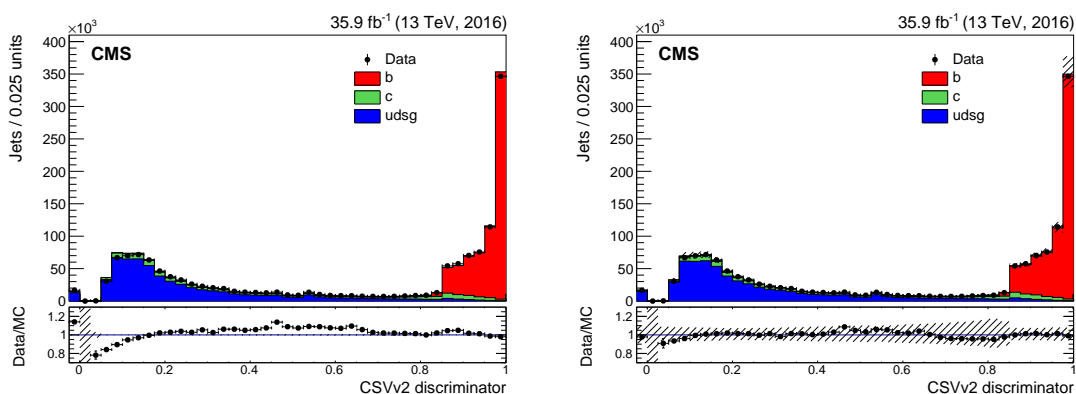 ×10³ 35.9 fb⁻¹ (13 TeV, 2016)
400
CMS
Data
350
b
c
300
udsg
250
200
150
100
50
0
Jets / 0.025 units
1.2
1
0.8
Data/MC
0 0.2 0.4 0.6 0.8 1
CSVv2 discriminator
×10³ 35.9 fb⁻¹ (13 TeV, 2016)
400
CMS
Data
350
b
c
300
udsg
250
200
150
100
50
0
Jets / 0.025 units
1.2
1
0.8
Data/MC
0 0.2 0.4 0.6 0.8 1
CSVv2 discriminator